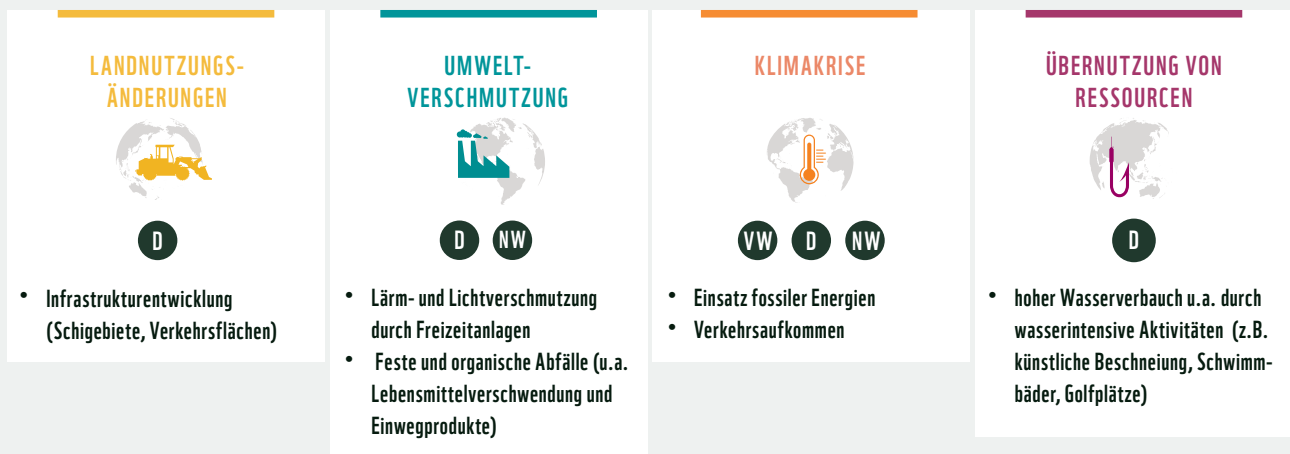 LANDNUTZUNGS-
ÄNDERUNGEN
D
• Infrastrukturentwicklung
(Schigebiete, Verkehrsflächen)
UMWELT-
VERSCHMUTZUNG
D NW
• Lärm- und Lichtverschmutzung
durch Freizeitanlagen
• Feste und organische Abfälle (u.a.
Lebensmittelverschwendung und
Einwegprodukte)
KLIMAKRISE
VW D NW
• Einsatz fossiler Energien
• Verkehrsaufkommen
ÜBERNUTZUNG VON
RESSOURCEN
D
• hoher Wasserverbauch u.a. durch
wasserintensive Aktivitäten (z.B.
künstliche Beschneiung, Schwimm-
bäder, Golfplätze)